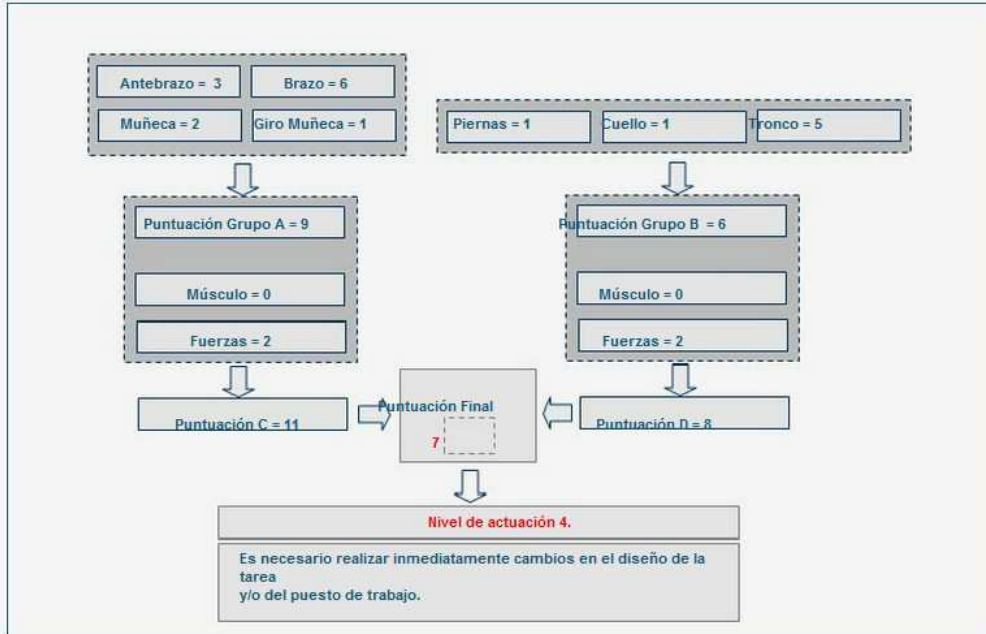 Antebrazo = 3
Brazo = 6
Muñeca = 2
Giro Muñeca = 1
Piernas = 1
Cuello = 1
Tronco = 5
Puntuación Grupo A = 9
Músculo = 0
Fuerzas = 2
Puntuación Grupo B = 6
Músculo = 0
Fuerzas = 2
Puntuación C = 11
Puntuación Final
7
Puntuación D = 8
Nivel de actuación 4.
Es necesario realizar inmediatamente cambios en el diseño de la
tarea
y/o del puesto de trabajo.